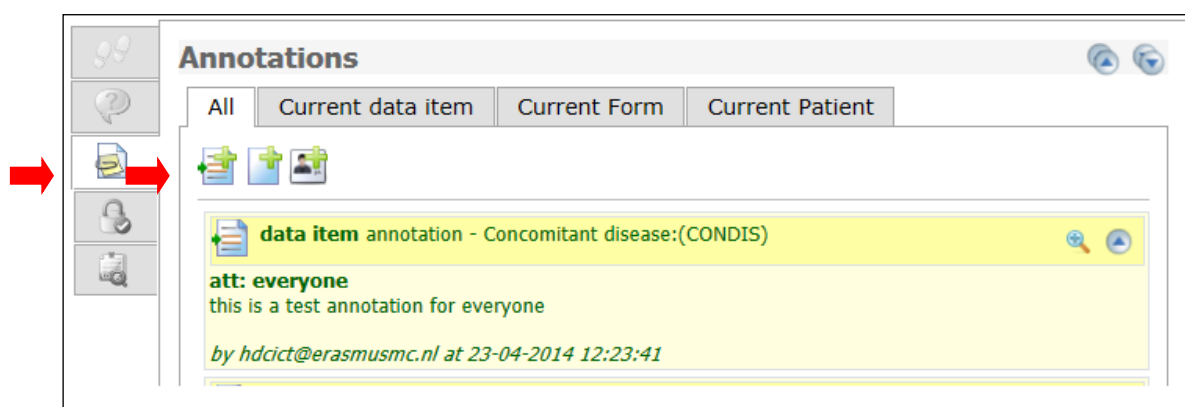 Annotations
All Current data item Current Form Current Patient
data item annotation - Concomitant disease:(CONDIS)
att: everyone
this is a test annotation for everyone
by hdcict@erasmusmc.nl at 23-04-2014 12:23:41